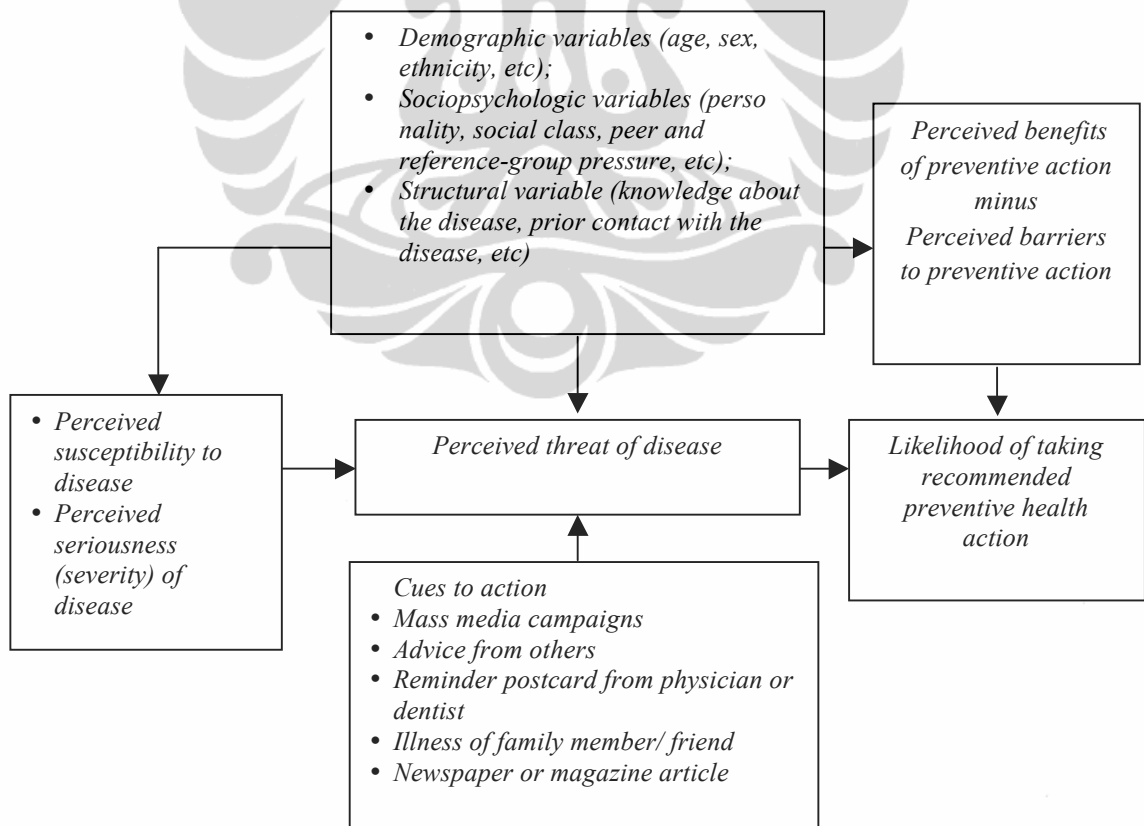 • Demographic variables (age, sex,
ethnicity, etc);
• Sociopsychologic variables (perso
nality, social class, peer and
reference-group pressure, etc);
• Structural variable (knowledge about
the disease, prior contact with the
disease, etc)
Perceived benefits
of preventive action
minus
Perceived barriers
to preventive action
• Perceived
susceptibility to
disease
• Perceived
seriousness
(severity) of
disease
Perceived threat of disease
Likelihood of taking
recommended
preventive health
action
Cues to action
• Mass media campaigns
• Advice from others
• Reminder postcard from physician or
dentist
• Illness of family member/ friend
• Newspaper or magazine article